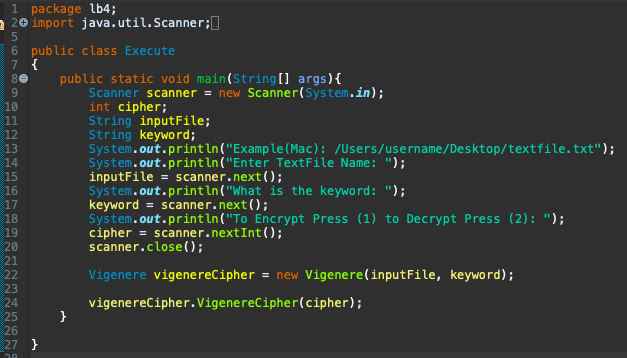 1 package lb4;
2 import java.util.Scanner;
5
6 public class Execute
7 {
8 public static void main(String[] args){
9 Scanner scanner = new Scanner(System.in);
10 int cipher;
11 String inputFile;
12 String keyword;
13 System.out.println("Example(Mac): /Users/username/Desktop/textfile.txt");
14 System.out.println("Enter TextFile Name: ");
15 inputFile = scanner.next();
16 System.out.println("What is the keyword: ");
17 keyword = scanner.next();
18 System.out.println("To Encrypt Press (1) to Decrypt Press (2): ");
19 cipher = scanner.nextInt();
20 scanner.close();
21
22 Vigenere vigenereCipher = new Vigenere(inputFile, keyword);
23
24 vigenereCipher.VigenereCipher(cipher);
25 }
26
27 }
28